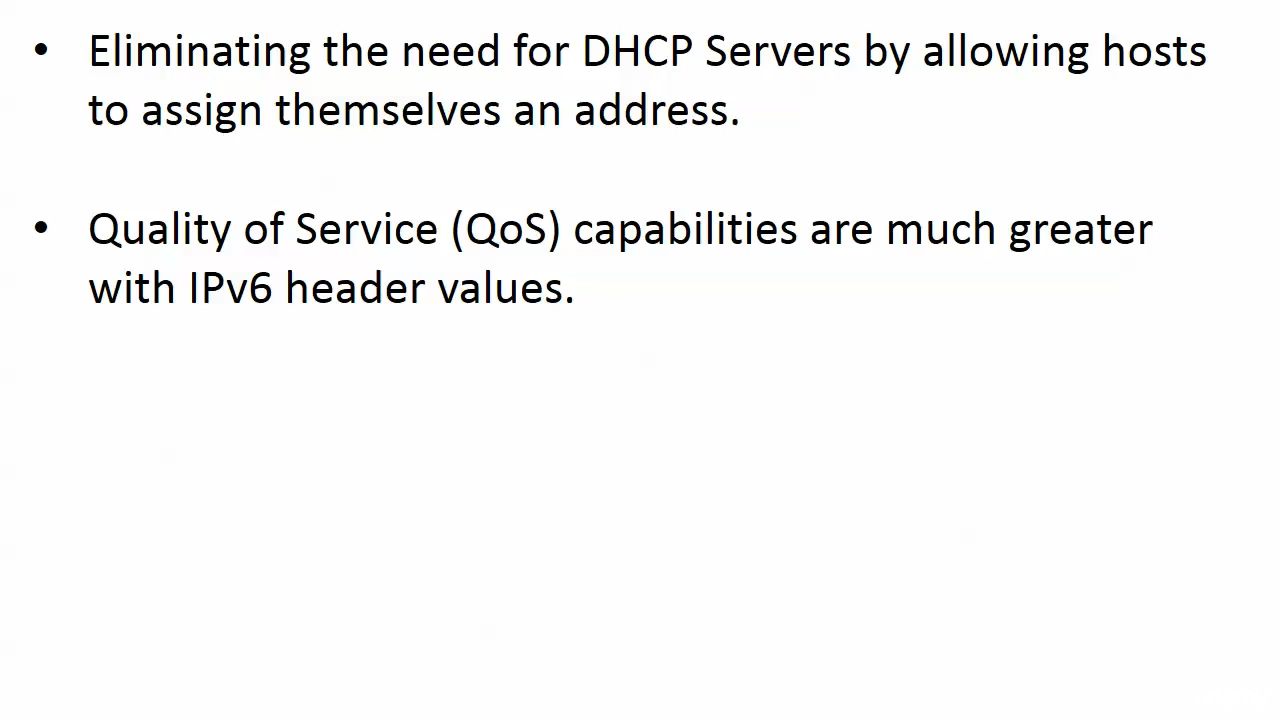 • Eliminating the need for DHCP Servers by allowing hosts
to assign themselves an address.
• Quality of Service (QoS) capabilities are much greater
with IPv6 header values.